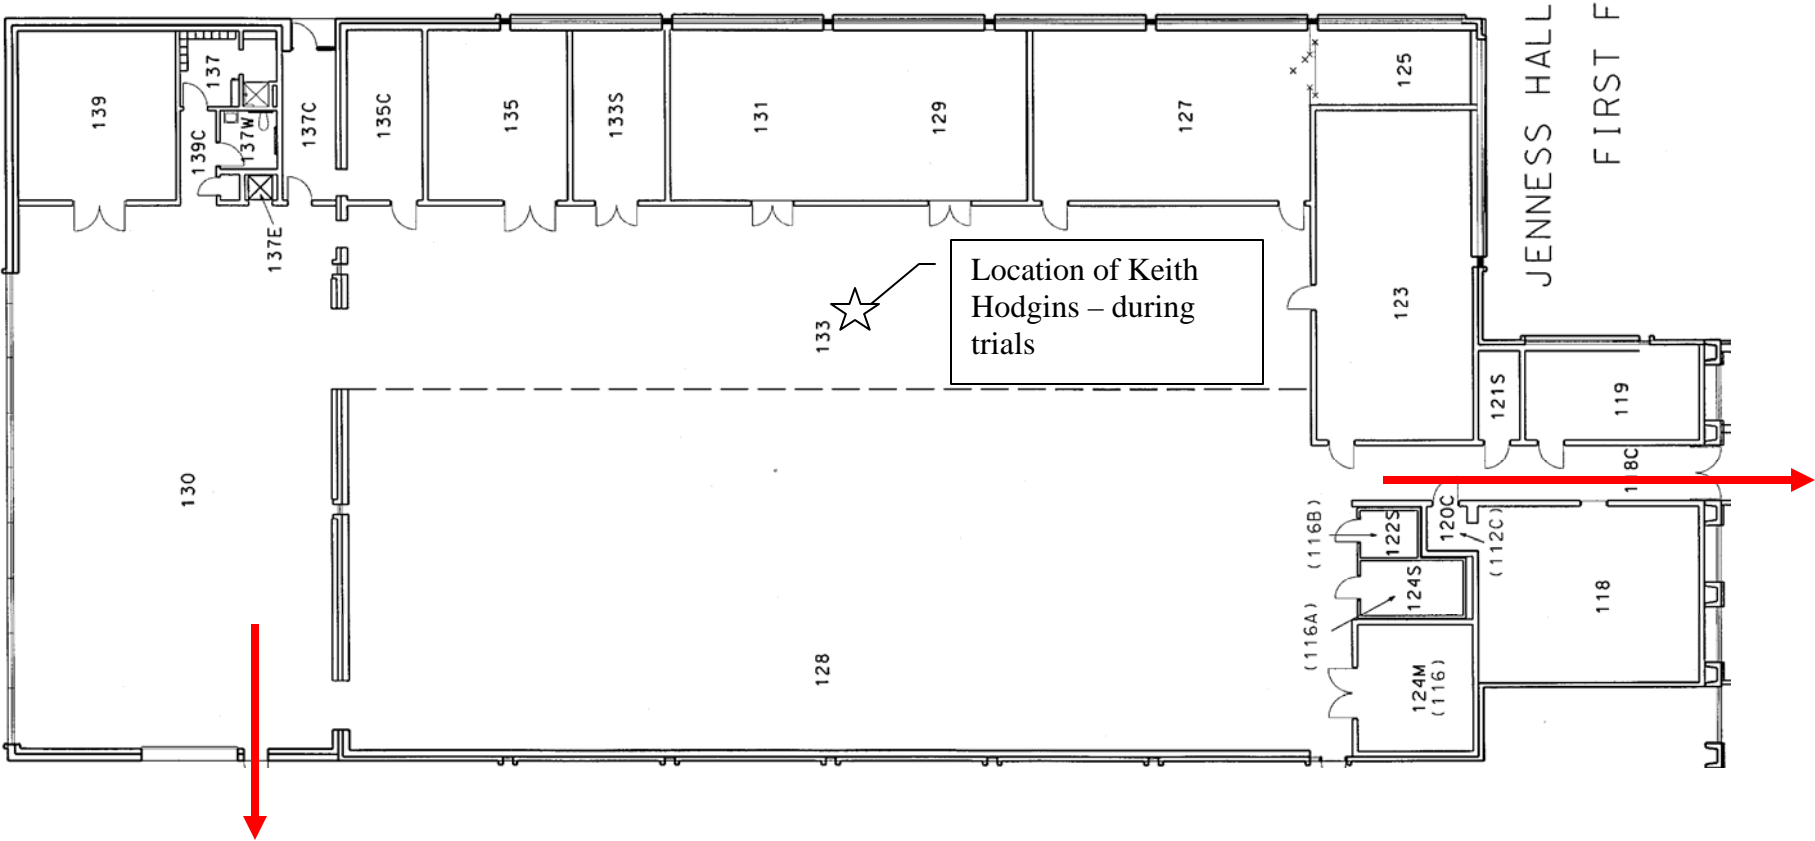 JENNESS HALL
FIRST F
139
137
139C
137W
137C
137E
135C
135
133S
131
129
127
125
Location of Keith
Hodgins – during
trials
133
123
121S
119
130
128
(116B)
122S
120C
(112C)
124S
(116A)
118
124M
(116)